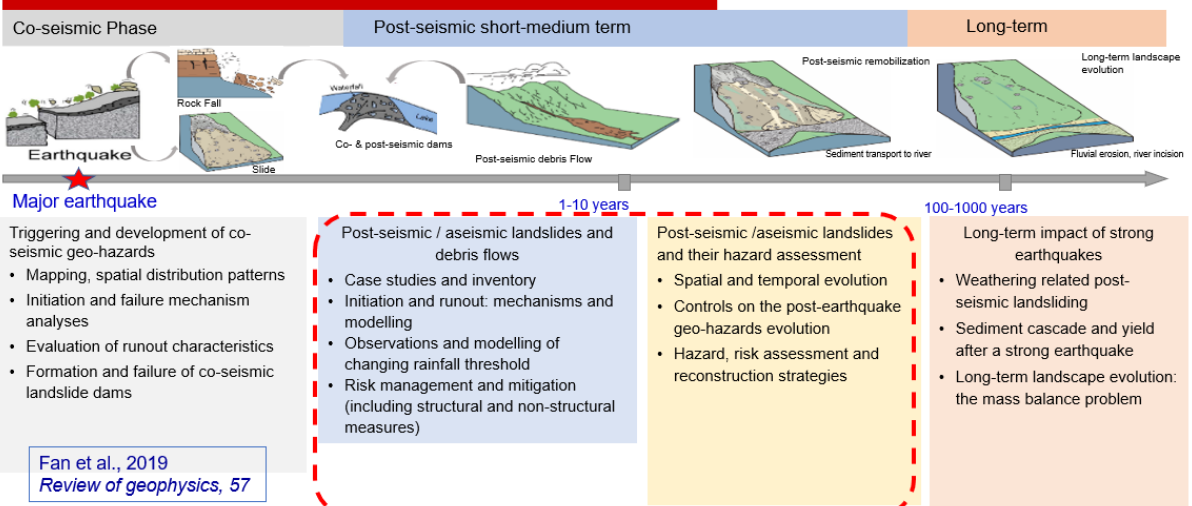 Co-seismic Phase
Post-seismic short-medium term
Long-term
Rock Fall
Earthquake
Slide
Waterfall
Lake
Co- & post-seismic dams
Post-seismic debris Flow
Post-seismic remobilization
Sediment transport to river
Long-term landscape
evolution
Fluvial erosion, river incision
Major earthquake
1-10 years
100-1000 years
Triggering and development of co-
seismic geo-hazards
• Mapping, spatial distribution patterns
• Initiation and failure mechanism
analyses
• Evaluation of runout characteristics
• Formation and failure of co-seismic
landslide dams
Fan et al., 2019
Review of geophysics, 57
Post-seismic / aseismic landslides and
debris flows
• Case studies and inventory
• Initiation and runout: mechanisms and
modelling
• Observations and modelling of
changing rainfall threshold
• Risk management and mitigation
(including structural and non-structural
measures)
Post-seismic /aseismic landslides
and their hazard assessment
• Spatial and temporal evolution
• Controls on the post-earthquake
geo-hazards evolution
• Hazard, risk assessment and
reconstruction strategies
Long-term impact of strong
earthquakes
• Weathering related post-
seismic landsliding
• Sediment cascade and yield
after a strong earthquake
• Long-term landscape evolution:
the mass balance problem